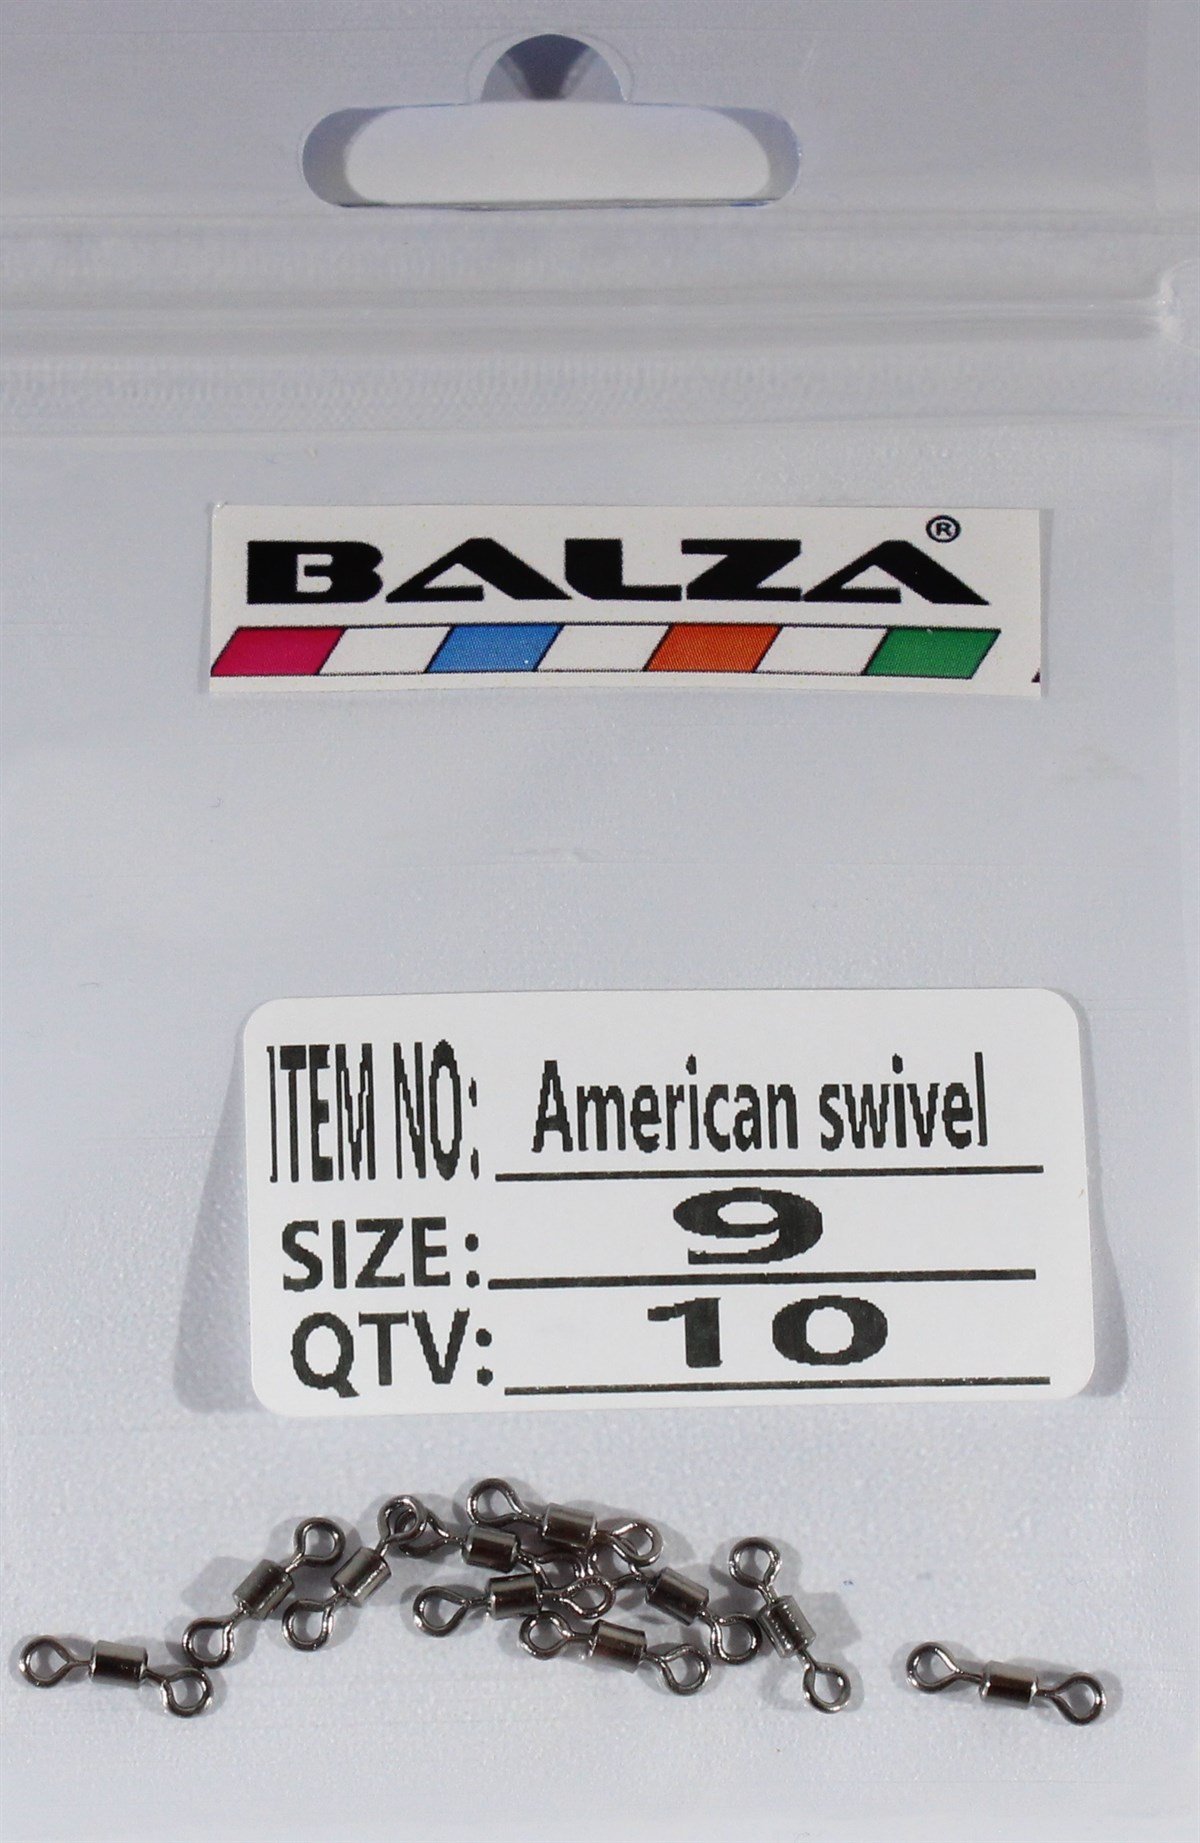 BALZA®
ITEM NO: American swivel
SIZE: 9
QTV: 10